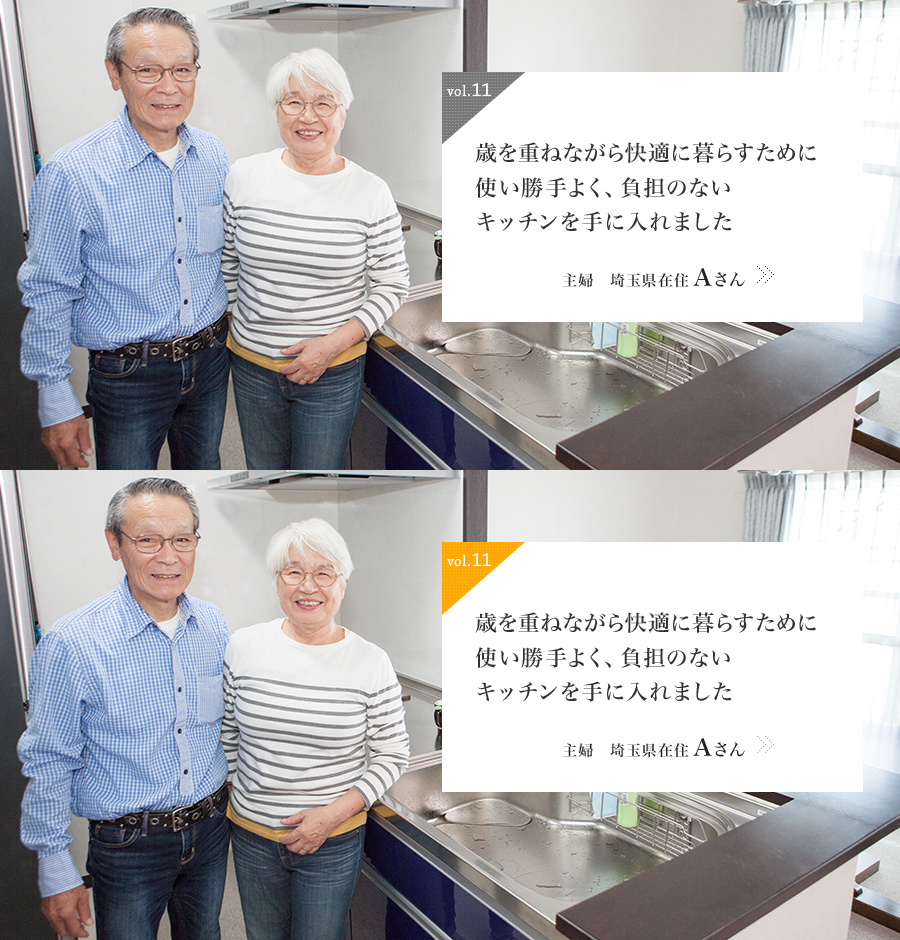 vol.11
歳を重ねながら快適に暮らすために
使い勝手よく、負担のない
キッチンを手に入れました
主婦　埼玉県在住 Aさん
vol.11
歳を重ねながら快適に暮らすために
使い勝手よく、負担のない
キッチンを手に入れました
主婦　埼玉県在住 Aさん